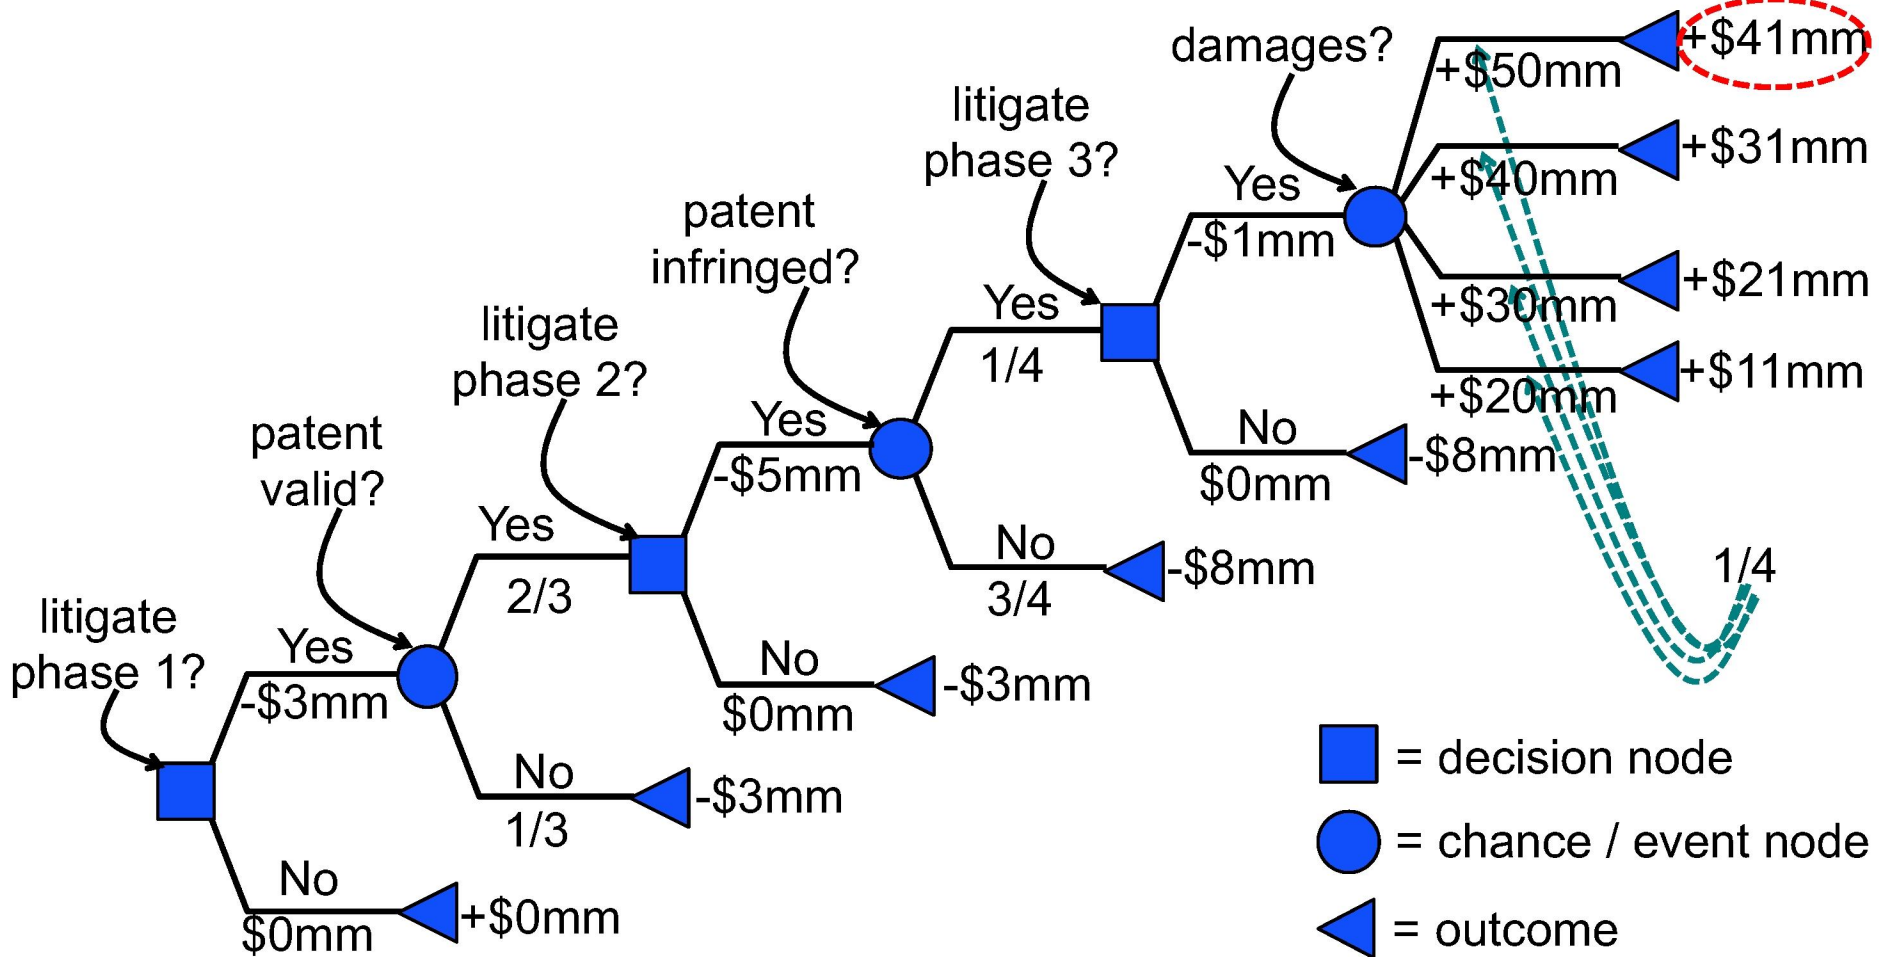 damages?
+$50mm
+$41mm
+$40mm
+$31mm
+$30mm
+$21mm
+$20mm
+$11mm
litigate
phase 3?
Yes
-$1mm
No
$0mm
-$8mm
patent
infringed?
Yes
1/4
No
3/4
-$8mm
litigate
phase 2?
Yes
-$5mm
No
$0mm
-$3mm
patent
valid?
Yes
2/3
No
1/3
-$3mm
litigate
phase 1?
Yes
-$3mm
No
$0mm
+$0mm
1/4
= decision node
= chance / event node
= outcome